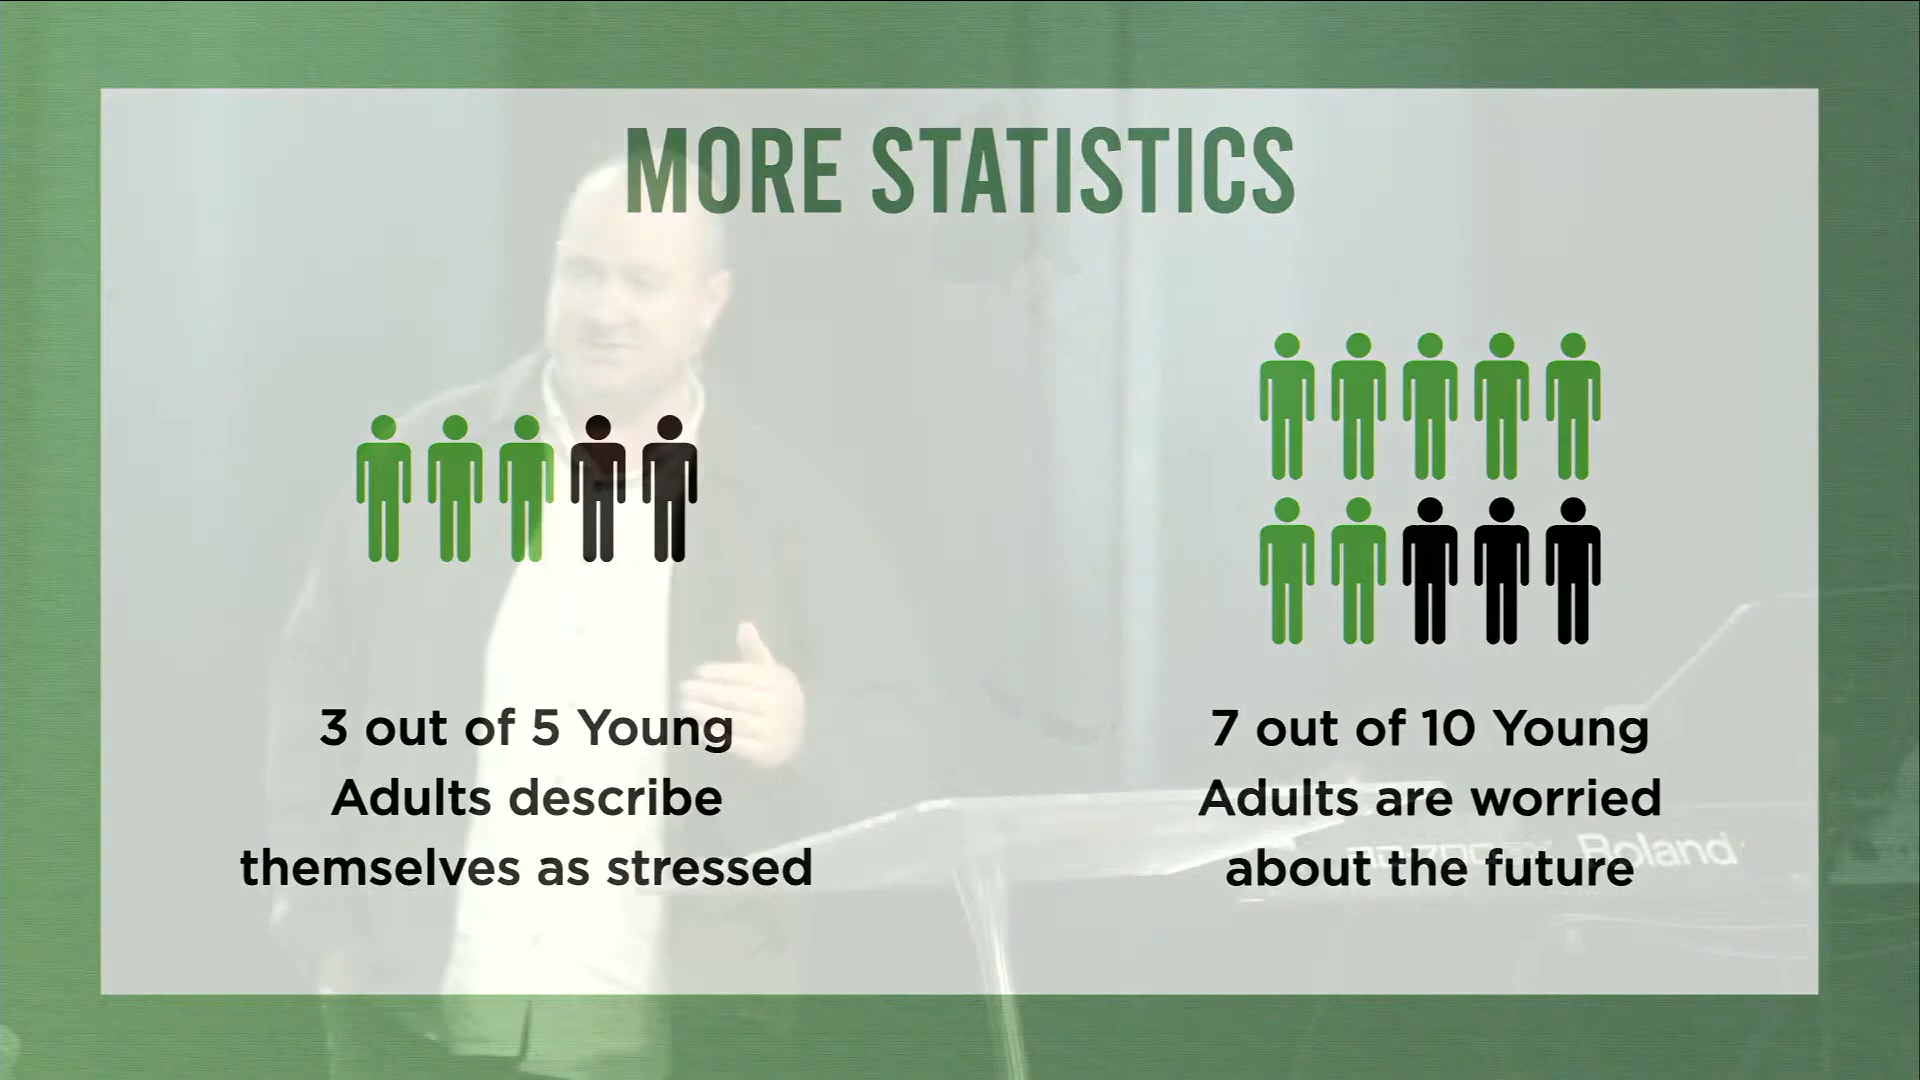 MORE STATISTICS
3 out of 5 Young
Adults describe
themselves as stressed
7 out of 10 Young
Adults are worried
about the future
Roland